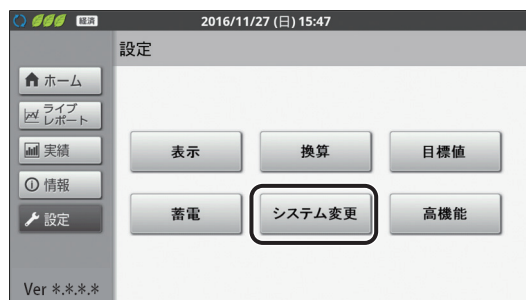 経済 2016/11/27 (日) 15:47
設定
ホーム
ライブ
レポート
実績
情報
設定
表示 換算 目標値
蓄電 システム変更 高機能
Ver *.*.*.*